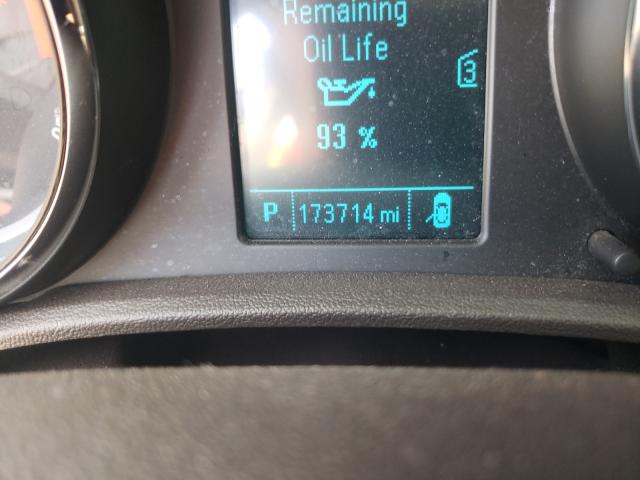 Remaining
Oil Life
3
93 %
P 173714 mi